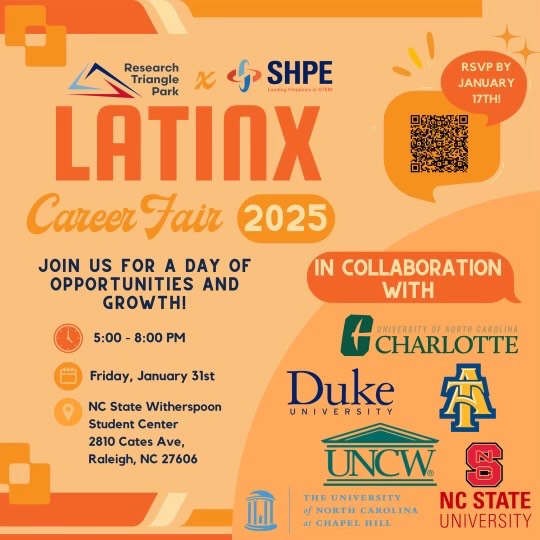 Research
Triangle
Park
x
SHPE
Leading Hispanics in STEM
LATINX
Career Fair 2025
RSVP BY
JANUARY
17TH!
JOIN US FOR A DAY OF
OPPORTUNITIES AND
GROWTH!
5:00 - 8:00 PM
Friday, January 31st
NC State Witherspoon
Student Center
2810 Cates Ave,
Raleigh, NC 27606
IN COLLABORATION
WITH
UNIVERSITY OF NORTH CAROLINA
CHARLOTTE
Duke
UNIVERSITY
AT
UNCW®
THE UNIVERSITY
of NORTH CAROLINA
at CHAPEL HILL
NC STATE
UNIVERSITY